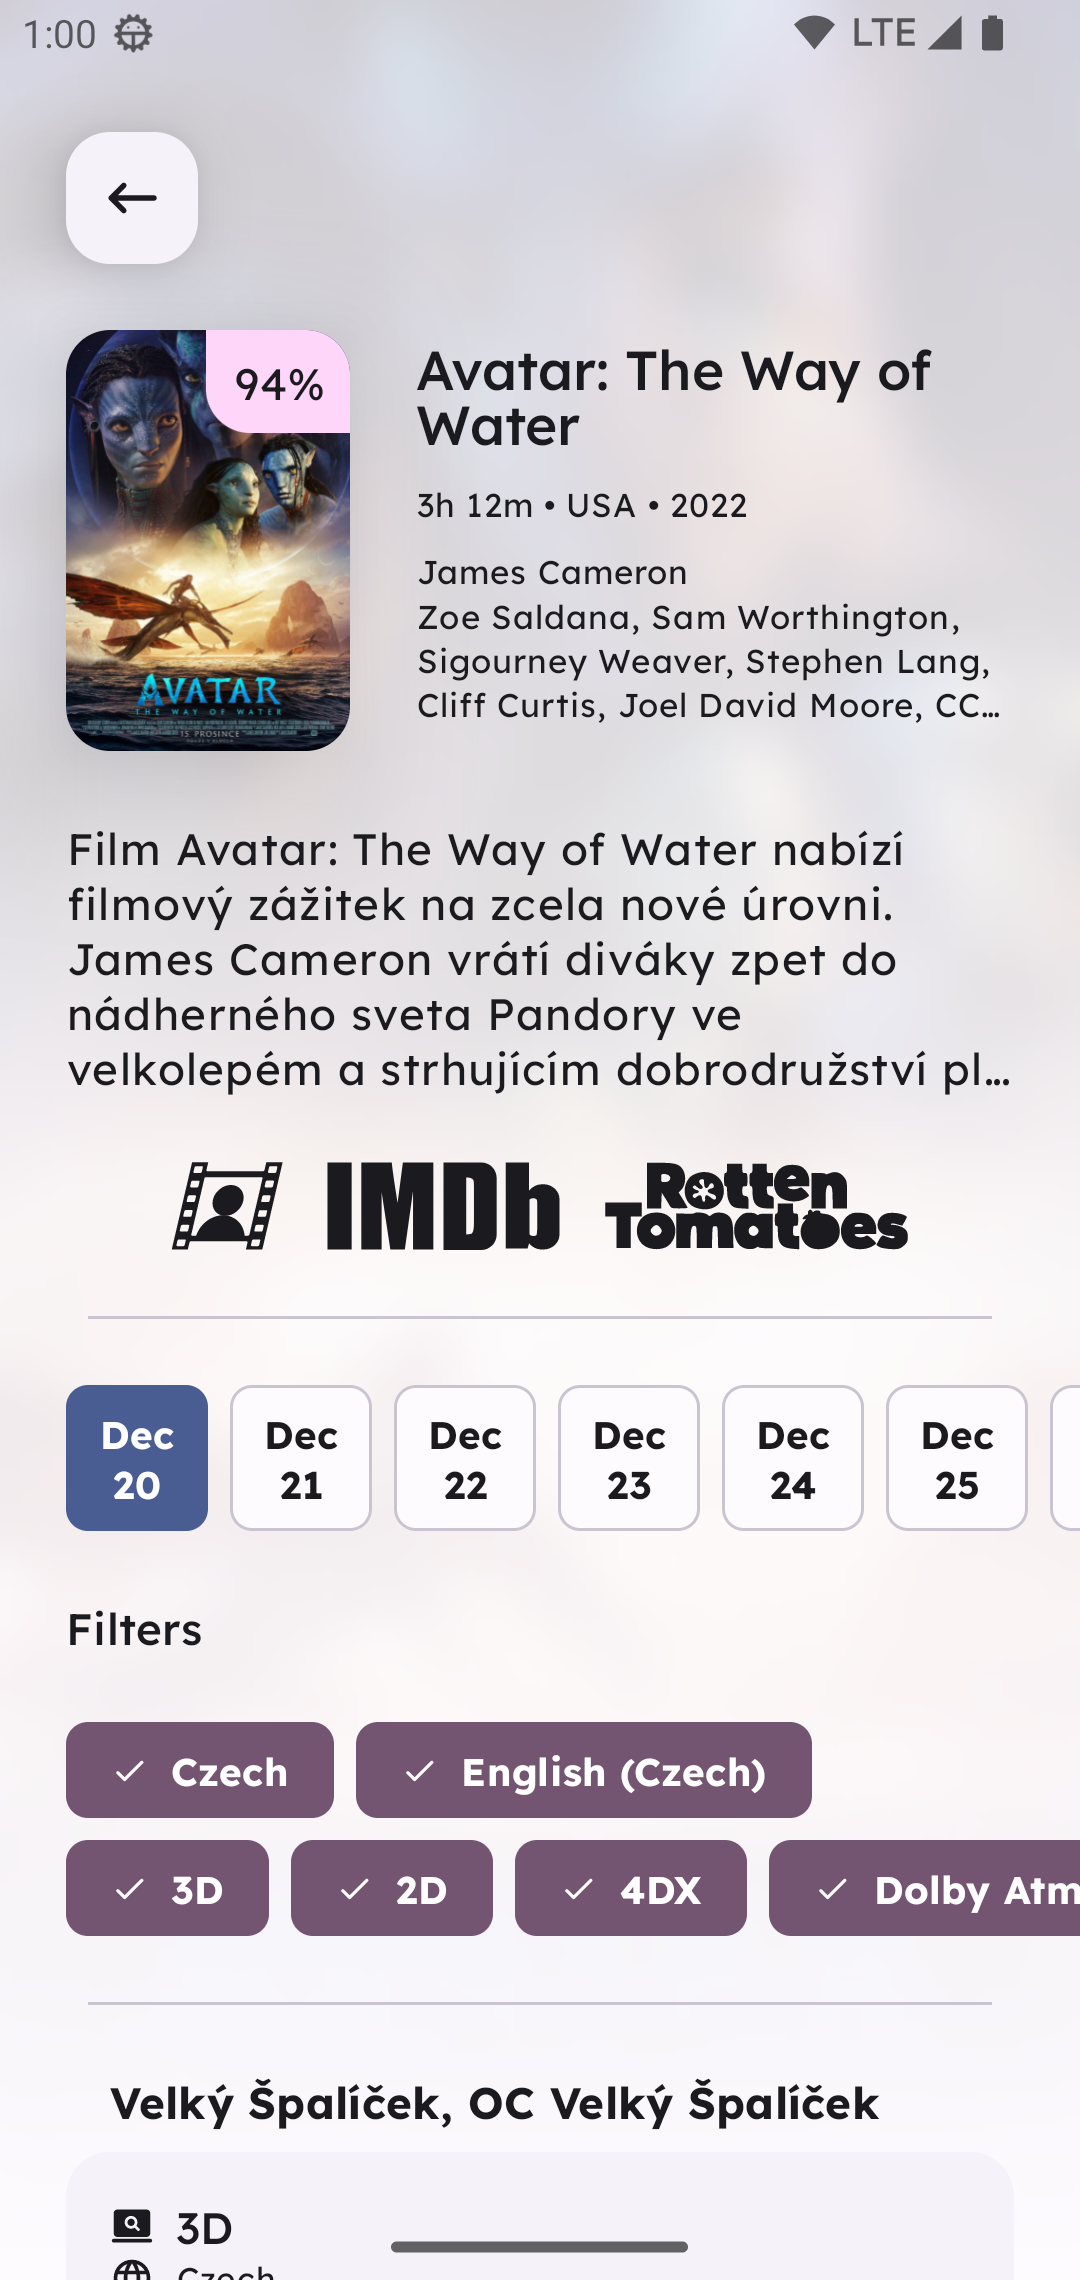 1:00
LTE
94%
AVATAR
THE WAY OF WATER
15. PROSINCE
Avatar: The Way of
Water
3h 12m • USA • 2022
James Cameron
Zoe Saldana, Sam Worthington,
Sigourney Weaver, Stephen Lang,
Cliff Curtis, Joel David Moore, CC…
Film Avatar: The Way of Water nabízí
filmový zážitek na zcela nové úrovni.
James Cameron vrátí diváky zpet do
nádherného sveta Pandory ve
velkolepém a strhujícím dobrodružství pl…
IMDb
Rotten
Tomatoes
Dec
20
Dec
21
Dec
22
Dec
23
Dec
24
Dec
25
Filters
Czech
English (Czech)
3D
2D
4DX
Dolby Atm
Velký Špalíček, OC Velký Špalíček
3D
Czech